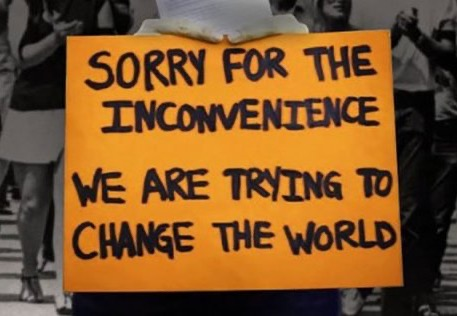 SORRY FOR THE
INCONVENIENCE
WE ARE TRYING TO
CHANGE THE WORLD